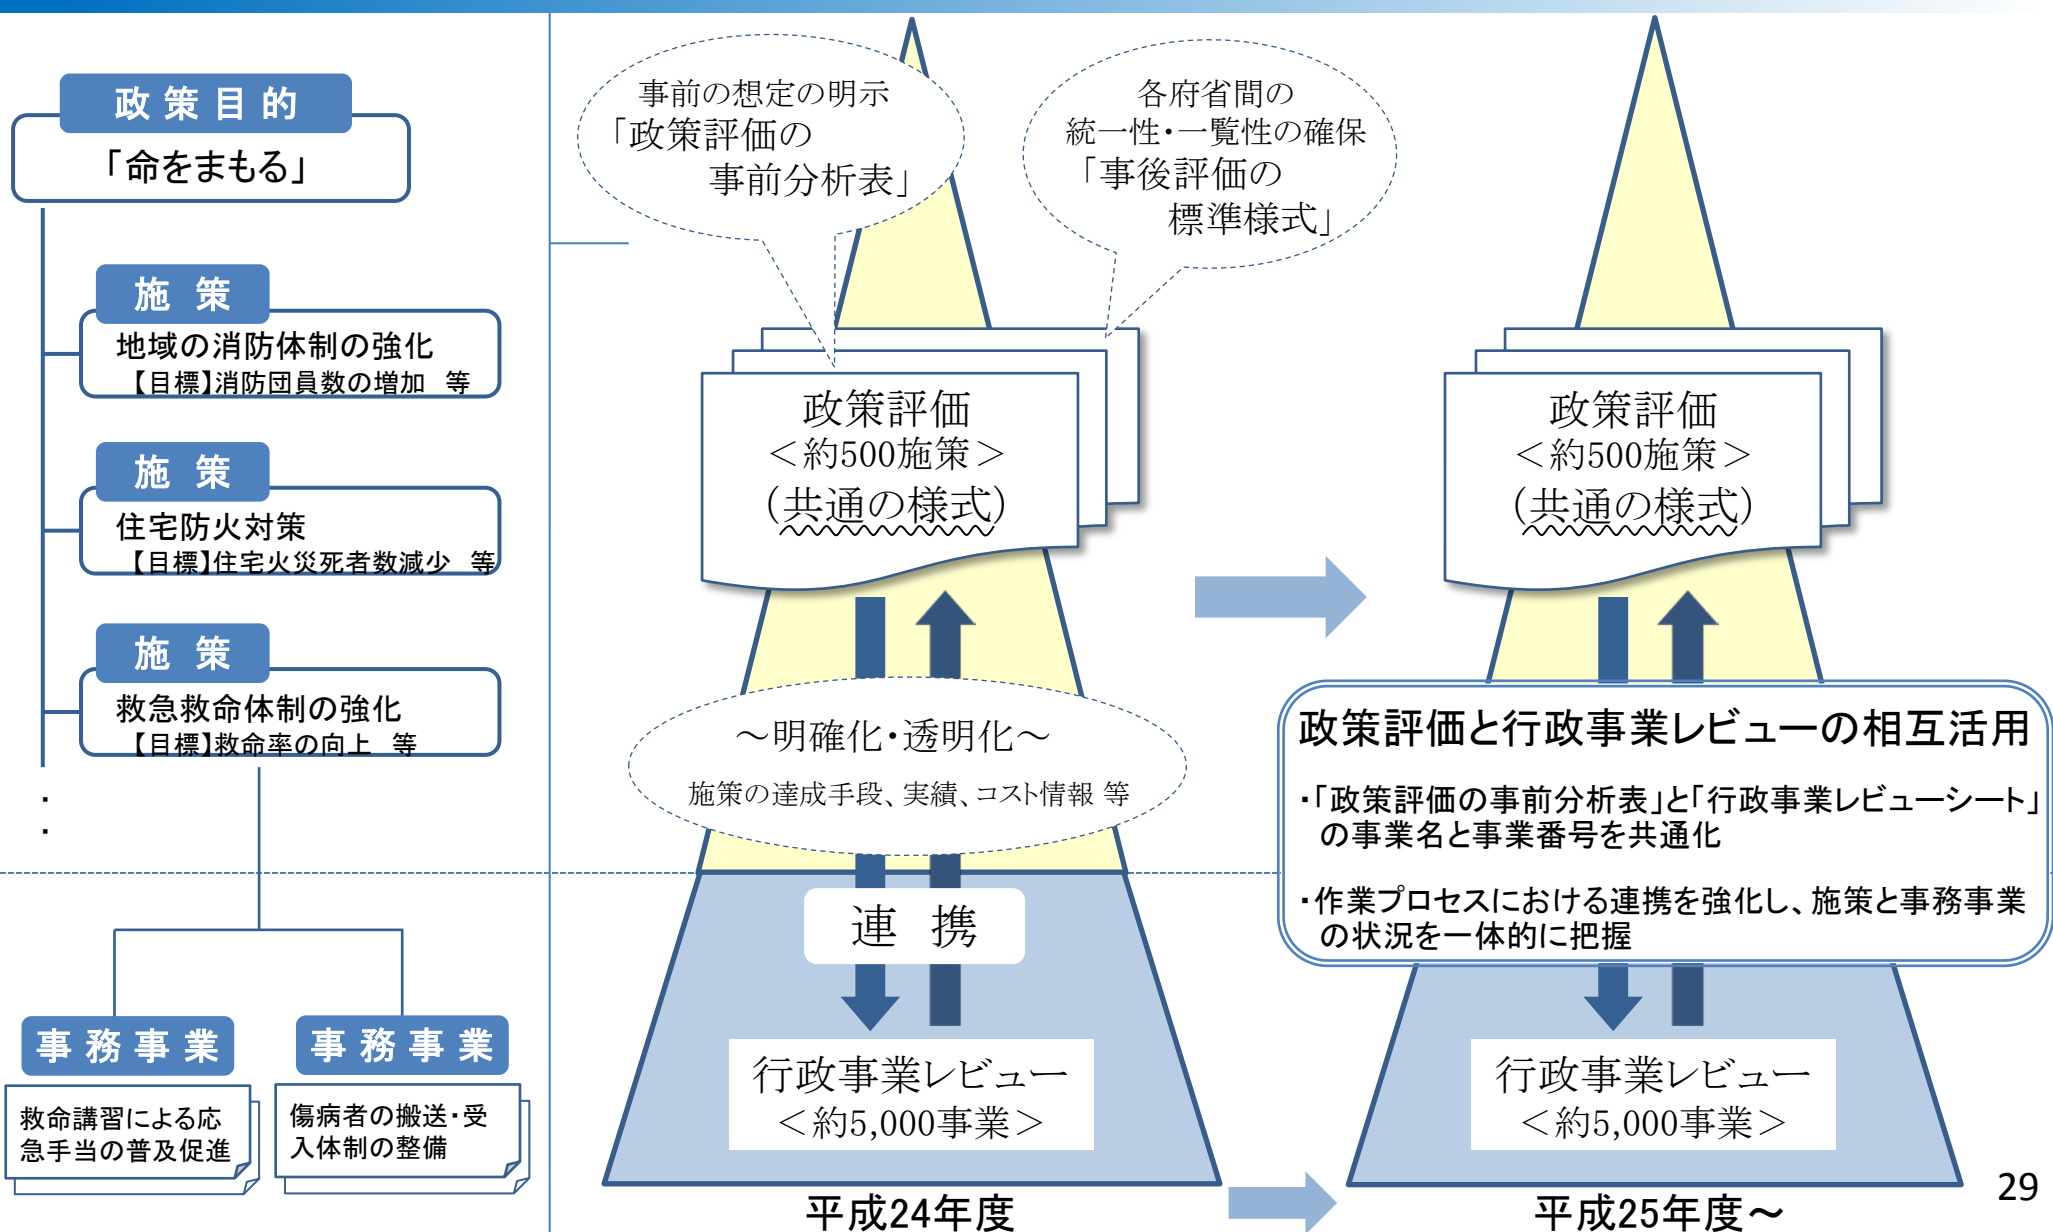 政策目的
「命をまもる」
施 策
地域の消防体制の強化
【目標】消防団員数の増加 等
施 策
住宅防火対策
【目標】住宅火災死者数減少 等
施 策
救急救命体制の強化
【目標】救命率の向上 等
・
・
事務事業
救命講習による応
急手当の普及促進
事務事業
傷病者の搬送・受
入体制の整備
事前の想定の明示
「政策評価の
事前分析表」
各府省間の
統一性・一覧性の確保
「事後評価の
標準様式」
政策評価
＜約500施策＞
（共通の様式）
～明確化・透明化～
施策の達成手段、実績、コスト情報 等
連 携
行政事業レビュー
＜約5,000事業＞
平成24年度
政策評価
＜約500施策＞
（共通の様式）
政策評価と行政事業レビューの相互活用
・「政策評価の事前分析表」と「行政事業レビューシート」
の事業名と事業番号を共通化
・作業プロセスにおける連携を強化し、施策と事務事業
の状況を一体的に把握
行政事業レビュー
＜約5,000事業＞
平成25年度～
29